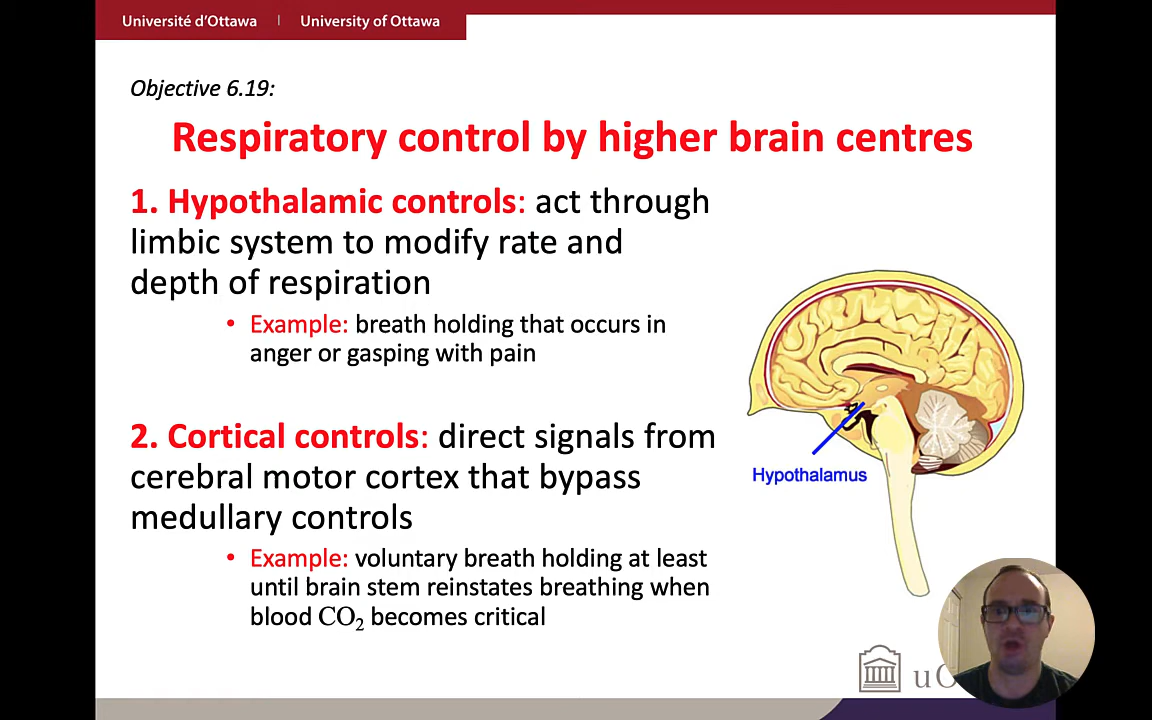 Université d'Ottawa | University of Ottawa
Objective 6.19:
Respiratory control by higher brain centres
1. Hypothalamic controls: act through
limbic system to modify rate and
depth of respiration
• Example: breath holding that occurs in
anger or gasping with pain
2. Cortical controls: direct signals from
cerebral motor cortex that bypass
medullary controls
• Example: voluntary breath holding at least
until brain stem reinstates breathing when
blood CO₂ becomes critical
Hypothalamus